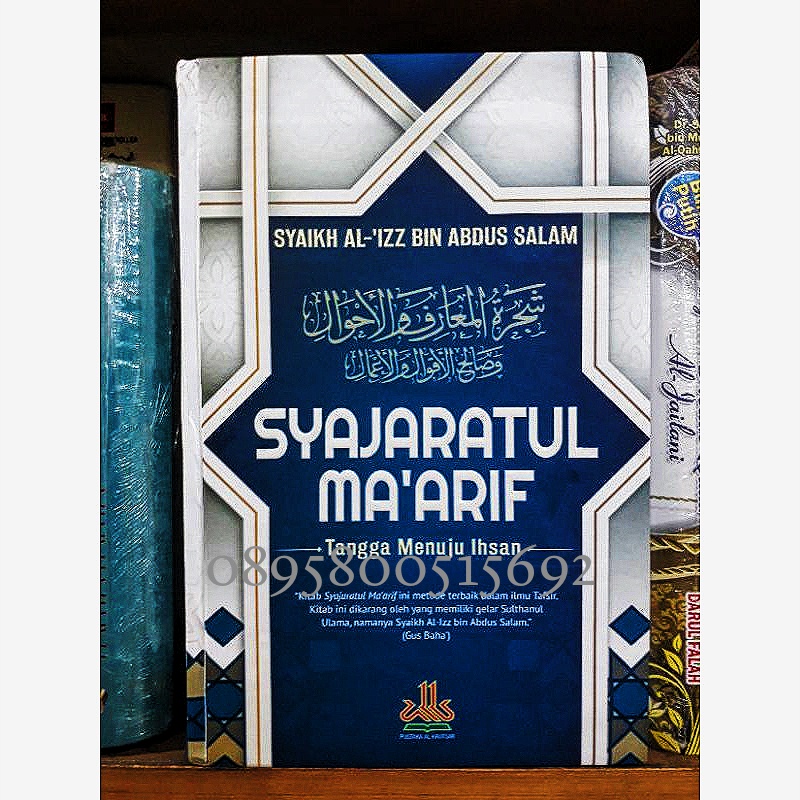 SYAIKH AL-'IZZ BIN ABDUS SALAM
شجرة المعارف والأحوال
وصالح الأقوال والأعمال
SYAJARATUL
MA'ARIF
Tangga Menuju Ihsan
0895800515692
"Kitab Syajaratul Ma'arif ini metode terbaik dalam ilmu Tafsir.
Kitab ini dikarang oleh yang memiliki gelar Sulthanul
Ulama, namanya Syaikh Al-Izz bin Abdus Salam."
(Gus Baha')
PUSTAKA AL-KAUTSAR
Al-Jailani
DARUL FALAH